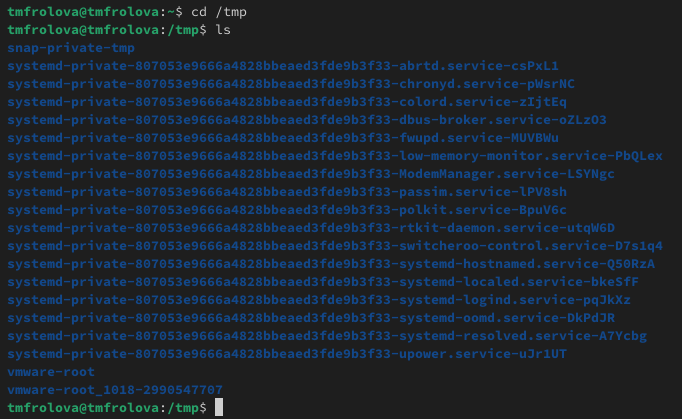 tmfrolova@tmfrolova:~$ cd /tmp
tmfrolova@tmfrolova:/tmp$ ls
snap-private-tmp
systemd-private-807053e9666a4828bbeaed3fde9b3f33-abrtd.service-csPxL1
systemd-private-807053e9666a4828bbeaed3fde9b3f33-chronyd.service-pWsrNC
systemd-private-807053e9666a4828bbeaed3fde9b3f33-colord.service-zIjtEq
systemd-private-807053e9666a4828bbeaed3fde9b3f33-dbus-broker.service-oZLzO3
systemd-private-807053e9666a4828bbeaed3fde9b3f33-fwupd.service-MUVBWu
systemd-private-807053e9666a4828bbeaed3fde9b3f33-low-memory-monitor.service-PbQLex
systemd-private-807053e9666a4828bbeaed3fde9b3f33-ModemManager.service-LSYNgc
systemd-private-807053e9666a4828bbeaed3fde9b3f33-passim.service-lPV8sh
systemd-private-807053e9666a4828bbeaed3fde9b3f33-polkit.service-BpuV6c
systemd-private-807053e9666a4828bbeaed3fde9b3f33-rtkit-daemon.service-utqW6D
systemd-private-807053e9666a4828bbeaed3fde9b3f33-switcheroo-control.service-D7s1q4
systemd-private-807053e9666a4828bbeaed3fde9b3f33-systemd-hostnamed.service-Q50RzA
systemd-private-807053e9666a4828bbeaed3fde9b3f33-systemd-localed.service-bkeSfF
systemd-private-807053e9666a4828bbeaed3fde9b3f33-systemd-logind.service-pqJkXz
systemd-private-807053e9666a4828bbeaed3fde9b3f33-systemd-oomd.service-DkPdJR
systemd-private-807053e9666a4828bbeaed3fde9b3f33-systemd-resolved.service-A7Ycbg
systemd-private-807053e9666a4828bbeaed3fde9b3f33-upower.service-uJr1UT
vmware-root
vmware-root_1018-2990547707
tmfrolova@tmfrolova:/tmp$